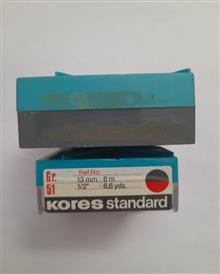 Ref.No.
Gr. 13 mm · 6 m
51 1/2" · 6,6 yds.
KORES standard